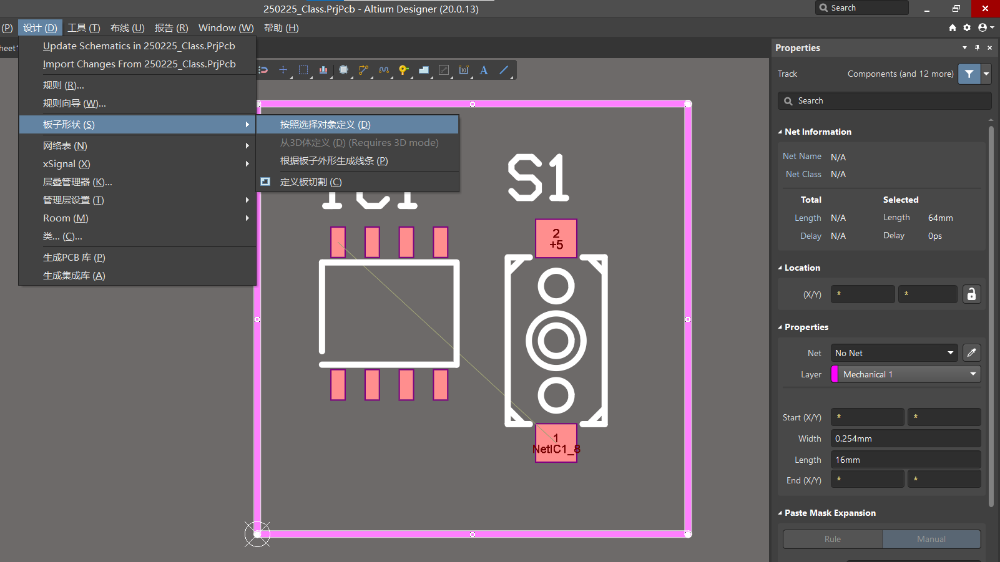 250225_Class.PrjPcb - Altium Designer (20.0.13)
Search
(P) 设计 (D) 工具 (T) 布线 (U) 报告 (R) Window (W) 帮助 (H)
heet1
Update Schematics in 250225_Class.PrjPcb
Import Changes From 250225_Class.PrjPcb
规则 (R)...
规则向导 (W)...
板子形状 (S)
网络表 (N)
xSignal (X)
层叠管理器 (K)...
管理层设置 (T)
Room (M)
类... (C)...
生成PCB 库 (P)
生成集成库 (A)
按照选择对象定义 (D)
从3D体定义 (D) (Requires 3D mode)
根据板子外形生成线条 (P)
定义板切割 (C)
IC1
S1
2
+5
1
NetIC1_8
Properties
Track
Components (and 12 more)
Search
Net Information
Net Name N/A
Net Class N/A
Total Selected
Length N/A Length 64mm
Delay N/A Delay 0ps
Location
(X/Y) * *
Properties
Net No Net
Layer Mechanical 1
Start (X/Y) * *
Width 0.254mm
Length 16mm
End (X/Y) * *
Paste Mask Expansion
Rule Manual